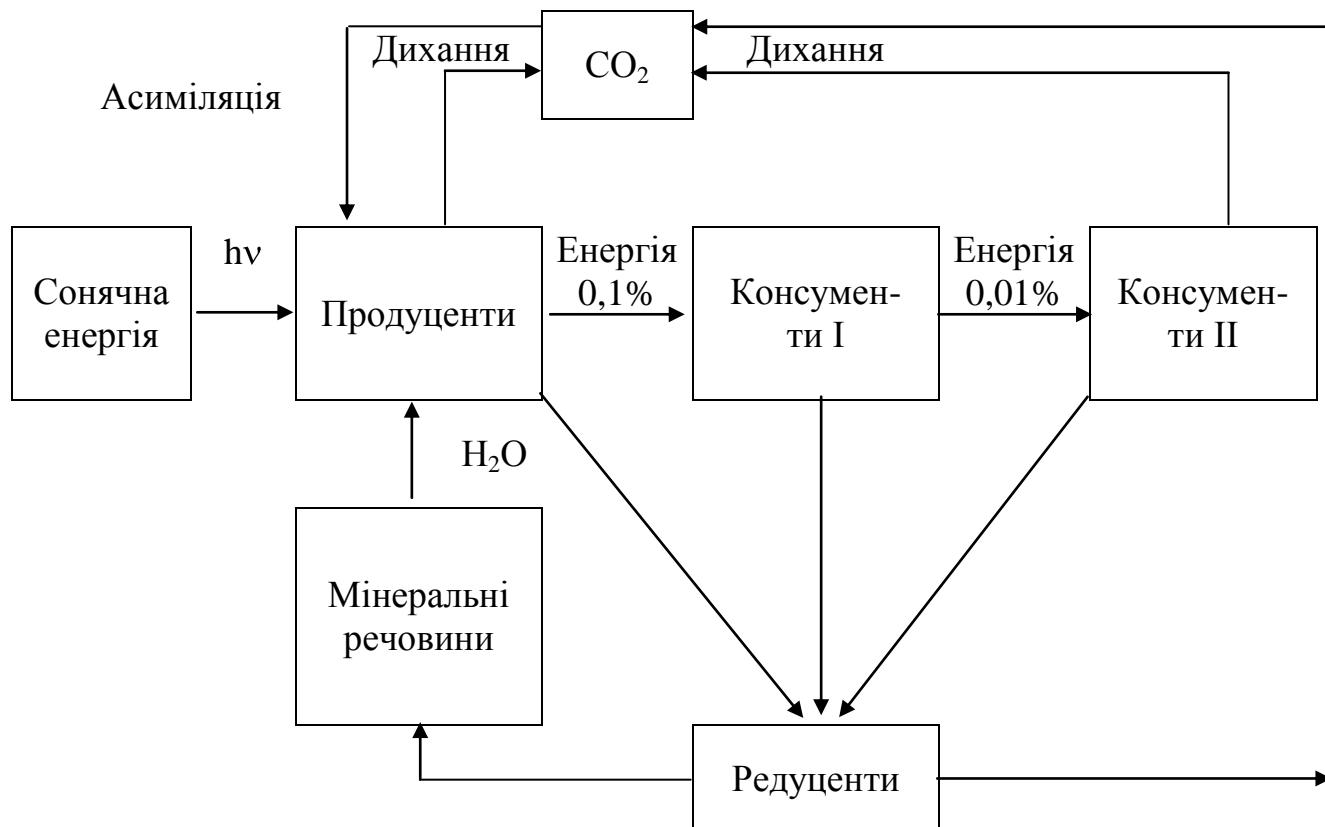 Дихання
CO₂
Дихання
Асиміляція
Сонячна
енергія
hν
Продуценти
Енергія
0,1%
Консумен-
ти I
Енергія
0,01%
Консумен-
ти II
H₂O
Мінеральні
речовини
Редуценти